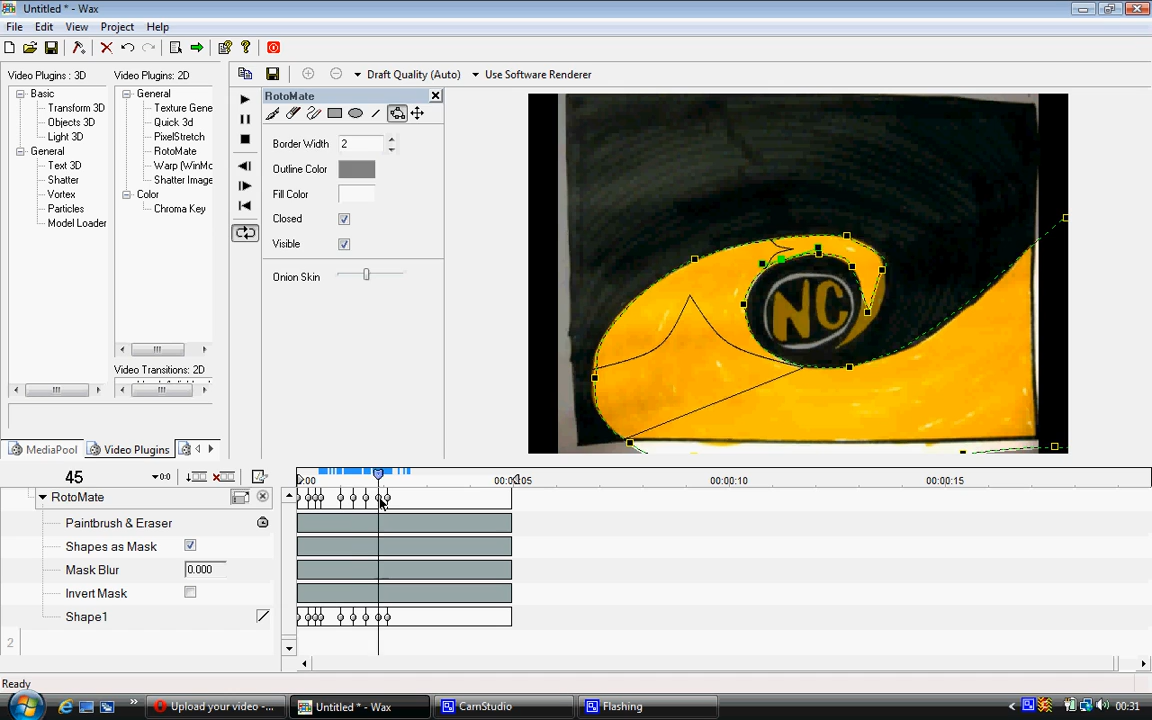 Untitled * - Wax
File Edit View Project Help
Video Plugins : 3D
Basic
Transform 3D
Objects 3D
Light 3D
General
Text 3D
Shatter
Vortex
Particles
Model Loader
Video Plugins: 2D
General
Texture Gene
Quick 3d
PixelStretch
RotoMate
Warp (WinMo
Shatter Image
Color
Chroma Key
Video Transitions: 2D
MediaPool Video Plugins
Draft Quality (Auto) Use Software Renderer
RotoMate
Border Width 2
Outline Color
Fill Color
Closed
Visible
Onion Skin
NC
45 0:00 00:00:05 00:00:10 00:00:15
RotoMate
Paintbrush & Eraser
Shapes as Mask
Mask Blur 0.000
Invert Mask
Shape1
2
Ready
Upload your video -... Untitled * - Wax CamStudio Flashing 00:31